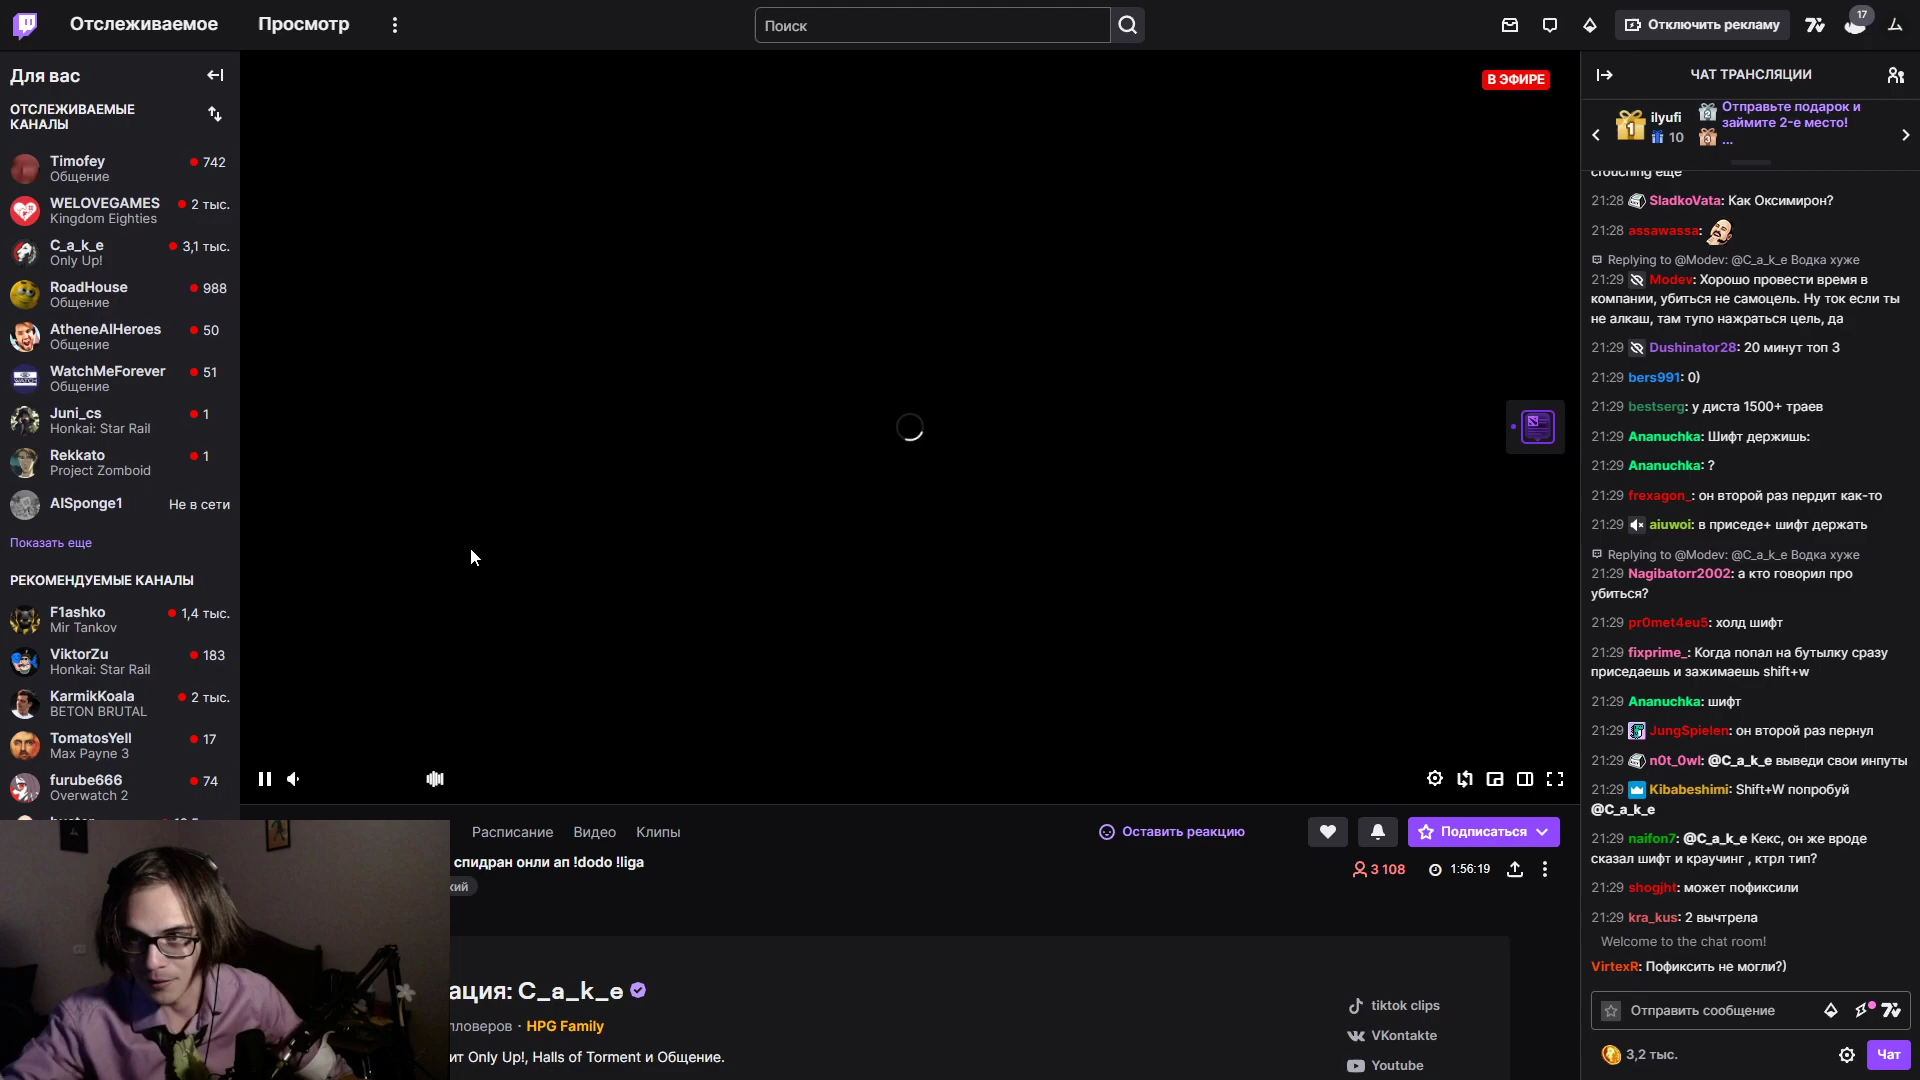 Отслеживаемое
Просмотр
Поиск
Отключить рекламу
17
Для вас
ОТСЛЕЖИВАЕМЫЕ
КАНАЛЫ
Timofey
742
Общение
WELOVEGAMES
2 тыс.
Kingdom Eighties
C_a_k_e
3,1 тыс.
Only Up!
RoadHouse
988
Общение
AtheneAIHeroes
50
Общение
WatchMeForever
51
Общение
Juni_cs
1
Honkai: Star Rail
Rekkato
1
Project Zomboid
AISponge1
Не в сети
Показать еще
РЕКОМЕНДУЕМЫЕ КАНАЛЫ
F1ashko
1,4 тыс.
Mir Tankov
ViktorZu
183
Honkai: Star Rail
KarmikKoala
2 тыс.
BETON BRUTAL
TomatosYell
17
Max Payne 3
furube666
74
Overwatch 2
В ЭФИРЕ
Расписание
Видео
Клипы
Оставить реакцию
Подписаться
спидран онли ап !dodo !liga
кий
3 108
1:56:19
ация: C_a_k_e
лловеров · HPG Family
ит Only Up!, Halls of Torment и Общение.
tiktok clips
VKontakte
Youtube
ЧАТ ТРАНСЛЯЦИИ
1
ilyufi
10
2
3
Отправьте подарок и
займите 2-е место!
...
crouching еще
21:28 SladkoVata: Как Оксимирон?
21:28 assawassa:
Replying to @Modev: @C_a_k_e Водка хуже
21:29 Modev: Хорошо провести время в
компании, убиться не самоцель. Ну ток если ты
не алкаш, там тупо нажраться цель, да
21:29 Dushinator28: 20 минут топ 3
21:29 bers991: 0)
21:29 bestserg: у диста 1500+ траев
21:29 Ananuchka: Шифт держишь:
21:29 Ananuchka: ?
21:29 frexagon_: он второй раз пердит как-то
21:29 aiuwoi: в приседе+ шифт держать
Replying to @Modev: @C_a_k_e Водка хуже
21:29 Nagibatorr2002: а кто говорил про
убиться?
21:29 pr0met4eu5: холд шифт
21:29 fixprime_: Когда попал на бутылку сразу
приседаешь и зажимаешь shift+w
21:29 Ananuchka: шифт
21:29 JungSpielen: он второй раз пернул
21:29 n0t_0wl: @C_a_k_e выведи свои инпуты
21:29 Kibabeshimi: Shift+W попробуй
@C_a_k_e
21:29 naifon7: @C_a_k_e Кекс, он же вроде
сказал шифт и краучинг , ктрл тип?
21:29 shogjht: может пофиксили
21:29 kra_kus: 2 вычтрела
Welcome to the chat room!
VirtexR: Пофиксить не могли?)
Отправить сообщение
3,2 тыс.
Чат